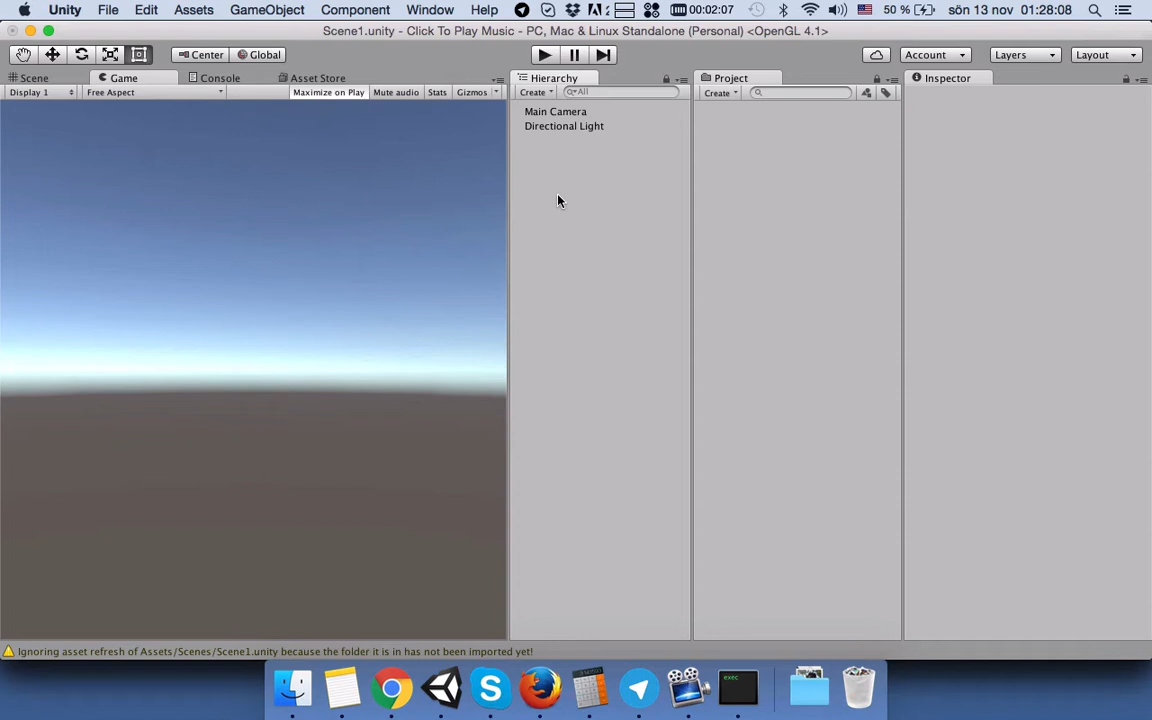 Unity File Edit Assets GameObject Component Window Help 00:02:07 50 % sön 13 nov 01:28:08
Scene1.unity - Click To Play Music - PC, Mac & Linux Standalone (Personal) <OpenGL 4.1>
Center Global Account Layers Layout
Scene Game Console Asset Store Hierarchy Project Inspector
Display 1 Free Aspect Maximize on Play Mute audio Stats Gizmos Create All Create
Main Camera
Directional Light
Ignoring asset refresh of Assets/Scenes/Scene1.unity because the folder it is in has not been imported yet!
exec